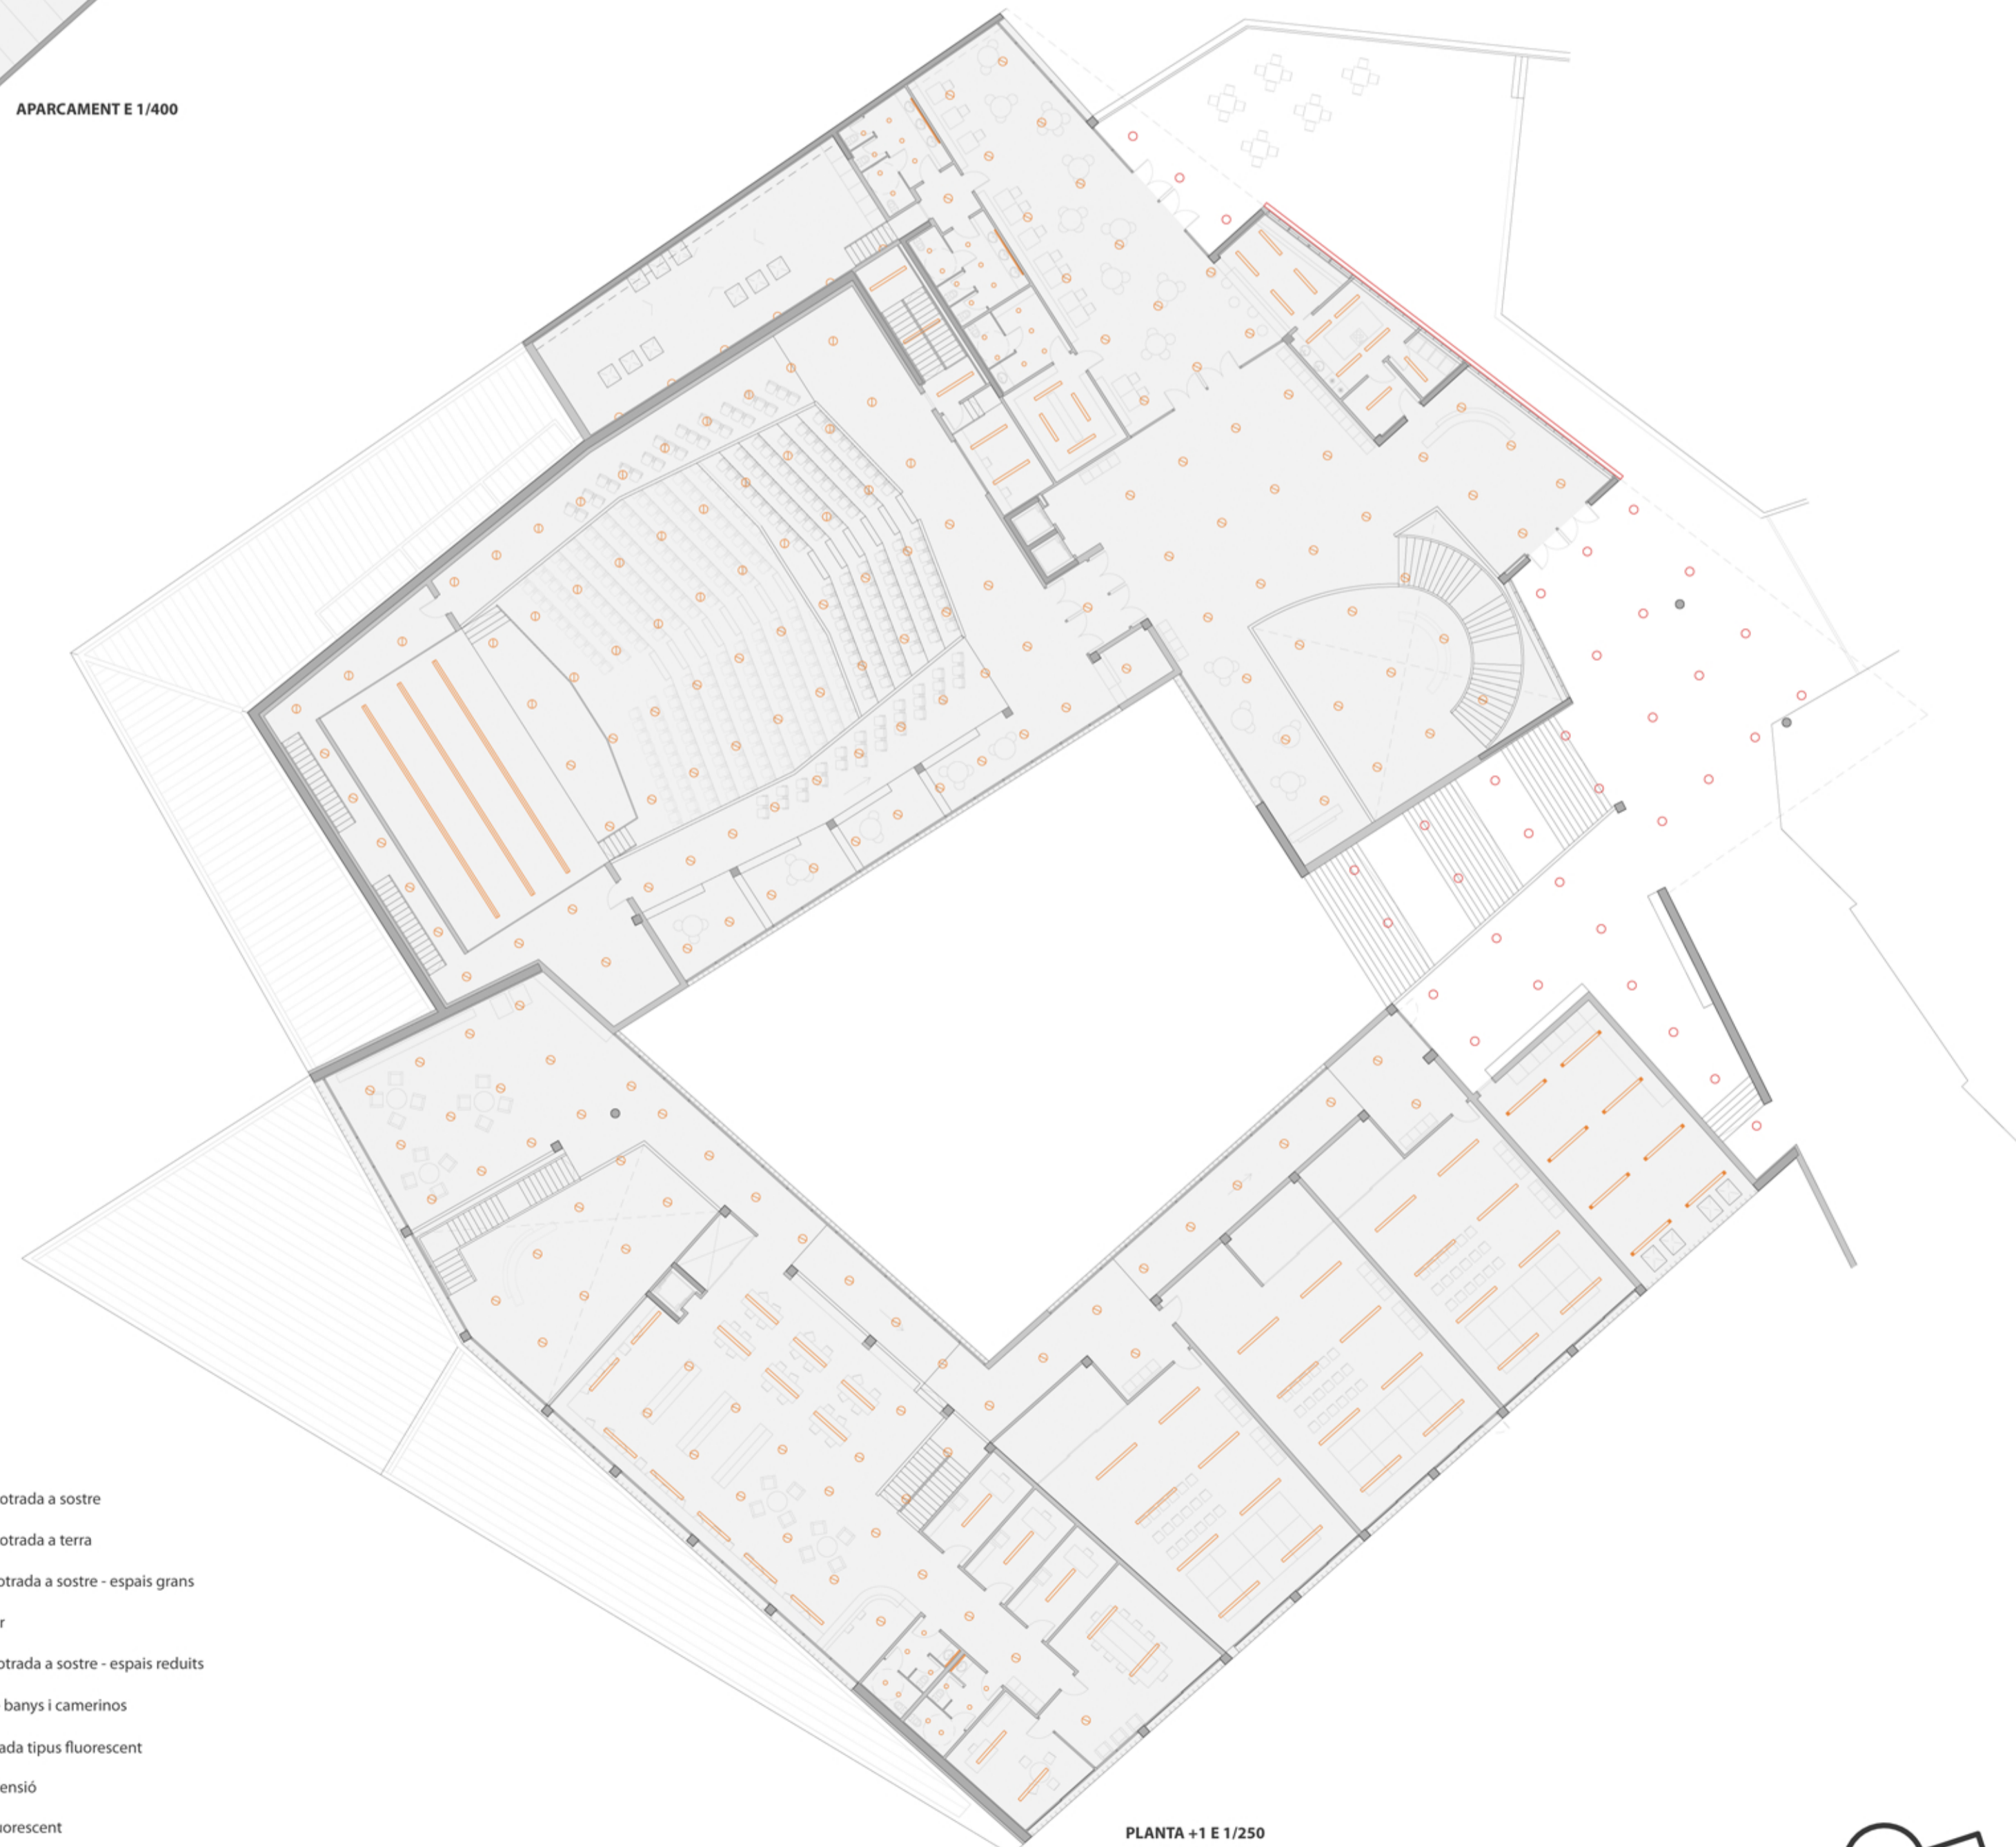 APARCAMENT E 1/400
otrada a sostre
otrada a terra
otrada a sostre - espais grans
r
otrada a sostre - espais reduits
banys i camerinos
ada tipus fluorescent
ensió
uorescent
PLANTA +1 E 1/250